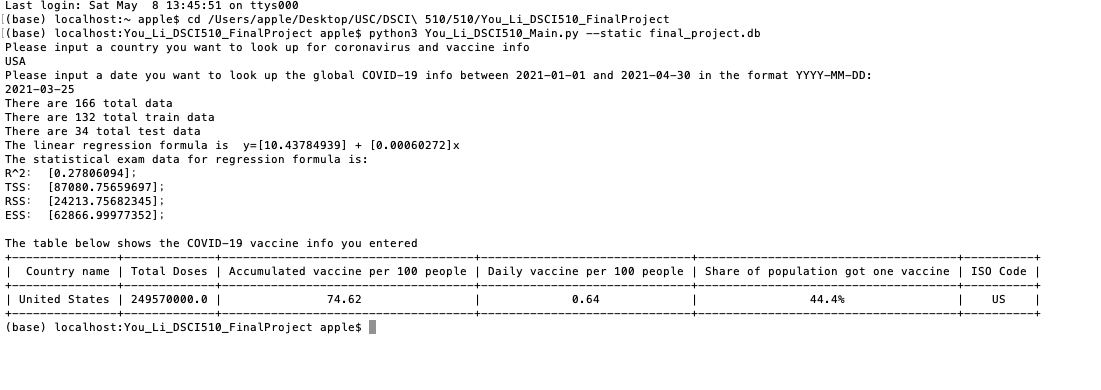 Last login: Sat May  8 13:45:51 on ttys000
(base) localhost:~ apple$ cd /Users/apple/Desktop/USC/DSCI\ 510/510/You_Li_DSCI510_FinalProject
(base) localhost:You_Li_DSCI510_FinalProject apple$ python3 You_Li_DSCI510_Main.py --static final_project.db
Please input a country you want to look up for coronavirus and vaccine info
USA
Please input a date you want to look up the global COVID-19 info between 2021-01-01 and 2021-04-30 in the format YYYY-MM-DD:
2021-03-25
There are 166 total data
There are 132 total train data
There are 34 total test data
The linear regression formula is  y=[10.43784939] + [0.00060272]x
The statistical exam data for regression formula is:
R^2:  [0.27806094];
TSS:  [87080.75659697];
RSS:  [24213.75682345];
ESS:  [62866.99977352];
The table below shows the COVID-19 vaccine info you entered
+---------------+-------------+-----------------------------------+----------------------------+------------------------------------+----------+
|  Country name | Total Doses | Accumulated vaccine per 100 people | Daily vaccine per 100 people | Share of population got one vaccine | ISO Code |
+---------------+-------------+-----------------------------------+----------------------------+------------------------------------+----------+
| United States | 249570000.0 |               74.62               |            0.64            |                44.4%               |    US    |
+---------------+-------------+-----------------------------------+----------------------------+------------------------------------+----------+
(base) localhost:You_Li_DSCI510_FinalProject apple$